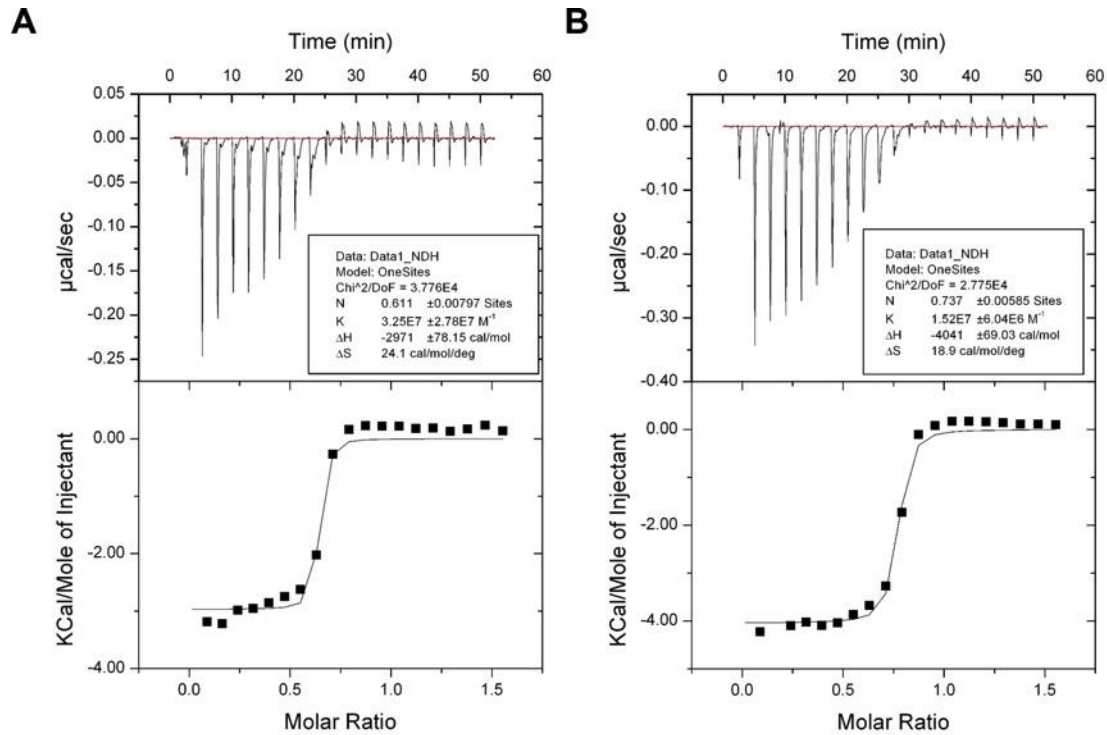 A
Time (min)
0 10 20 30 40 50 60
0.05
0.00
-0.05
-0.10
-0.15
-0.20
-0.25
µcal/sec
Data: Data1_NDH
Model: OneSites
Chi^2/DoF = 3.776E4
N 0.611 ±0.00797 Sites
K 3.25E7 ±2.78E7 M⁻¹
ΔH -2971 ±78.15 cal/mol
ΔS 24.1 cal/mol/deg
0.00
-2.00
-4.00
KCal/Mole of Injectant
0.0 0.5 1.0 1.5
Molar Ratio
B
Time (min)
0 10 20 30 40 50 60
0.00
-0.10
-0.20
-0.30
-0.40
µcal/sec
Data: Data1_NDH
Model: OneSites
Chi^2/DoF = 2.775E4
N 0.737 ±0.00585 Sites
K 1.52E7 ±6.04E6 M⁻¹
ΔH -4041 ±69.03 cal/mol
ΔS 18.9 cal/mol/deg
0.00
-2.00
-4.00
KCal/Mole of Injectant
0.0 0.5 1.0 1.5
Molar Ratio